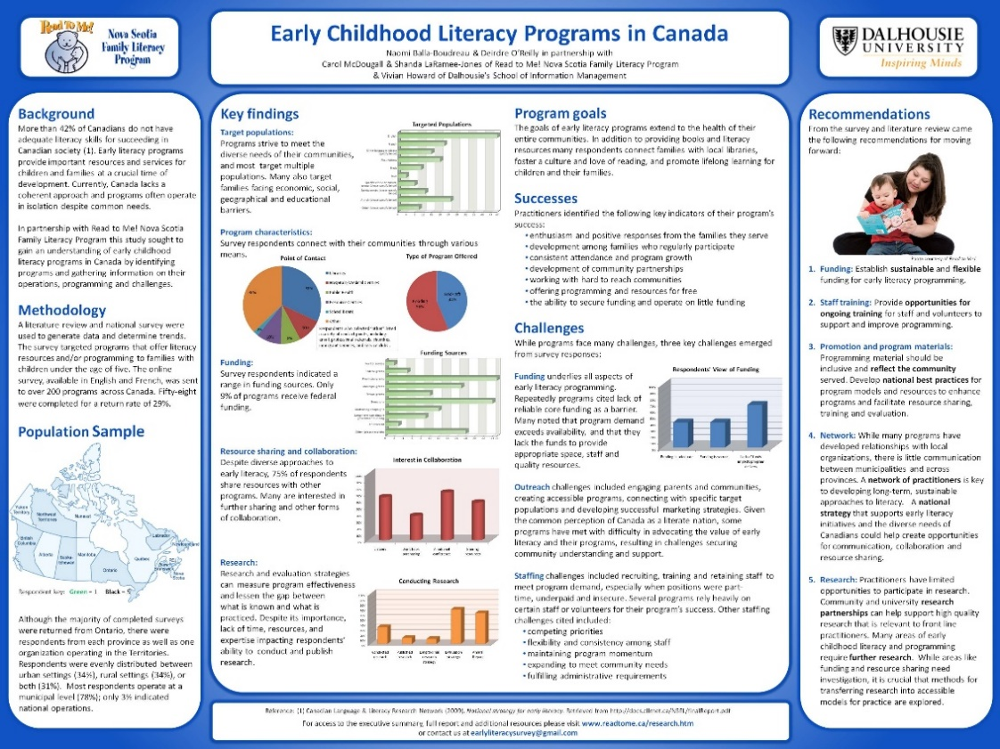 Read To Me!
Nova Scotia
Family Literacy
Program
Early Childhood Literacy Programs in Canada
Naomi Balla-Boudreau & Deirdre O'Reilly in partnership with
Carol McDougall & Shanda LaRamee-Jones of Read to Me! Nova Scotia Family Literacy Program
& Vivian Howard of Dalhousie's School of Information Management
DALHOUSIE
UNIVERSITY
Inspiring Minds
Background
More than 42% of Canadians do not have
adequate literacy skills for succeeding in
Canadian society (1). Early literacy programs
provide important resources and services for
children and families at a crucial time of
development. Currently, Canada lacks a
coherent approach and programs often operate
in isolation despite common needs.
In partnership with Read to Me! Nova Scotia
Family Literacy Program this study sought to
gain an understanding of early childhood
literacy programs in Canada by identifying
programs and gathering information on their
operations, programming and challenges.
Methodology
A literature review and national survey were
used to generate data and determine trends.
The survey targeted programs that offer literacy
resources and/or programming to families with
children under the age of five. The online
survey, available in English and French, was sent
to over 200 programs across Canada. Fifty-eight
were completed for a return rate of 29%.
Population Sample
Yukon
Territory
Northwest
Territories
Nunavut
British
Columbia
Alberta
Saska-
tchewan
Manitoba
Ontario
Quebec
Labrador
Newfoundland
New
Brunswick
Nova
Scotia
Respondent key: Green = 1 Black = 5
Although the majority of completed surveys
were returned from Ontario, there were
respondents from each province as well as one
organization operating in the Territories.
Respondents were evenly distributed between
urban settings (34%), rural settings (34%), or
both (31%). Most respondents operate at a
municipal level (78%); only 3% indicated
national operations.
Key findings
Target populations:
Programs strive to meet the
diverse needs of their communities,
and most target multiple
populations. Many also target
families facing economic, social,
geographical and educational
barriers.
Targeted Populations
Program characteristics:
Survey respondents connect with their communities through various
means.
Point of Contact
Libraries
Public Health
Other
Type of Program Offered
Funding:
Survey respondents indicated a
range in funding sources. Only
9% of programs receive federal
funding.
Funding Sources
Resource sharing and collaboration:
Despite diverse approaches to
early literacy, 75% of respondents
share resources with other
programs. Many are interested in
further sharing and other forms
of collaboration.
Interest in Collaboration
Research:
Research and evaluation strategies
can measure program effectiveness
and lessen the gap between
what is known and what is
practiced. Despite its importance,
lack of time, resources, and
expertise impacting respondents'
ability to conduct and publish
research.
Conducting Research
Program goals
The goals of early literacy programs extend to the health of their
entire communities. In addition to providing books and literacy
resources many respondents connect families with local libraries,
foster a culture and love of reading, and promote lifelong learning for
children and their families.
Successes
Practitioners identified the following key indicators of their program's
success:
• enthusiasm and positive responses from the families they serve
• development among families who regularly participate
• consistent attendance and program growth
• development of community partnerships
• working with hard to reach communities
• offering programming and resources for free
• the ability to secure funding and operate on little funding
Challenges
While programs face many challenges, three key challenges emerged
from survey responses:
Funding underlies all aspects of
early literacy programming.
Repeatedly programs cited lack of
reliable core funding as a barrier.
Many noted that program demand
exceeds availability, and that they
lack the funds to provide
appropriate space, staff and
quality resources.
Respondents' View of Funding
Outreach challenges included engaging parents and communities,
creating accessible programs, connecting with specific target
populations and developing successful marketing strategies. Given
the common perception of Canada as a literate nation, some
programs have met with difficulty in advocating the value of early
literacy and their programs, resulting in challenges securing
community understanding and support.
Staffing challenges included recruiting, training and retaining staff to
meet program demand, especially when positions were part-
time, underpaid and insecure. Several programs rely heavily on
certain staff or volunteers for their program's success. Other staffing
challenges cited included:
• competing priorities
• flexibility and consistency among staff
• maintaining program momentum
• expanding to meet community needs
• fulfilling administrative requirements
Recommendations
From the survey and literature review came
the following recommendations for moving
forward:
Photo courtesy of Read to Me!
1. Funding: Establish sustainable and flexible
funding for early literacy programming.
2. Staff training: Provide opportunities for
ongoing training for staff and volunteers to
support and improve programming.
3. Promotion and program materials:
Programming material should be
inclusive and reflect the community
served. Develop national best practices for
program models and resources to enhance
programs and facilitate resource sharing,
training and evaluation.
4. Network: While many programs have
developed relationships with local
organizations, there is little communication
between municipalities and across
provinces. A network of practitioners is key
to developing long-term, sustainable
approaches to literacy. A national
strategy that supports early literacy
initiatives and the diverse needs of
Canadians could help create opportunities
for communication, collaboration and
resource sharing.
5. Research: Practitioners have limited
opportunities to participate in research.
Community and university research
partnerships can help support high quality
research that is relevant to front line
practitioners. Many areas of early
childhood literacy and programming
require further research. While areas like
funding and resource sharing need
investigation, it is crucial that methods for
transferring research into accessible
models for practice are explored.
Reference: (1) Canadian Language & Literacy Research Network (2009). National strategy for early literacy. Retrieved from
For access to the executive summary, full report and additional resources please visit www.readtome.ca/research.htm
or contact us at earlyliteracysurvey@gmail.com